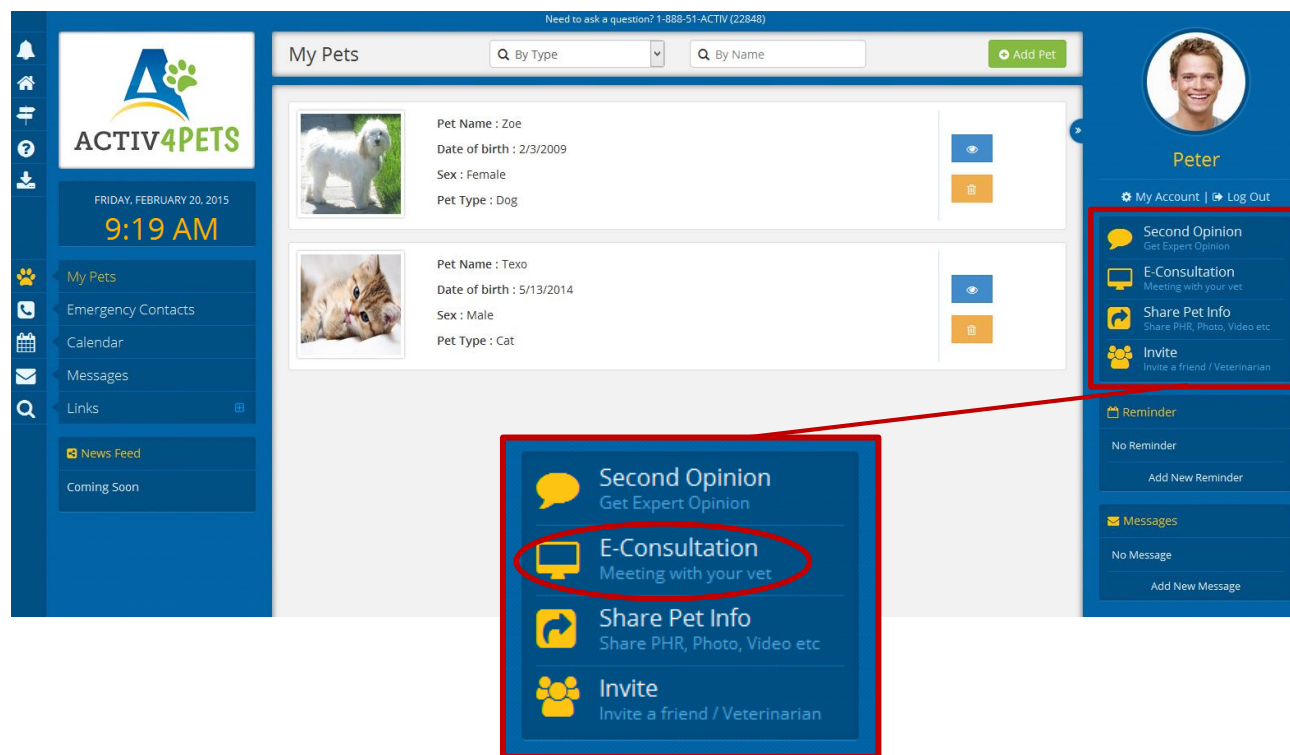 Need to ask a question? 1-888-51-ACTIV (22848)
ACTIV4PETS
FRIDAY, FEBRUARY 20, 2015
9:19 AM
My Pets
Emergency Contacts
Calendar
Messages
Links
News Feed
Coming Soon
My Pets
By Type
By Name
Add Pet
Pet Name : Zoe
Date of birth : 2/3/2009
Sex : Female
Pet Type : Dog
Pet Name : Texo
Date of birth : 5/13/2014
Sex : Male
Pet Type : Cat
Peter
My Account | Log Out
Second Opinion
Get Expert Opinion
E-Consultation
Meeting with your vet
Share Pet Info
Share PHR, Photo, Video etc
Invite
Invite a friend / Veterinarian
Reminder
No Reminder
Add New Reminder
Messages
No Message
Add New Message
Second Opinion
Get Expert Opinion
E-Consultation
Meeting with your vet
Share Pet Info
Share PHR, Photo, Video etc
Invite
Invite a friend / Veterinarian